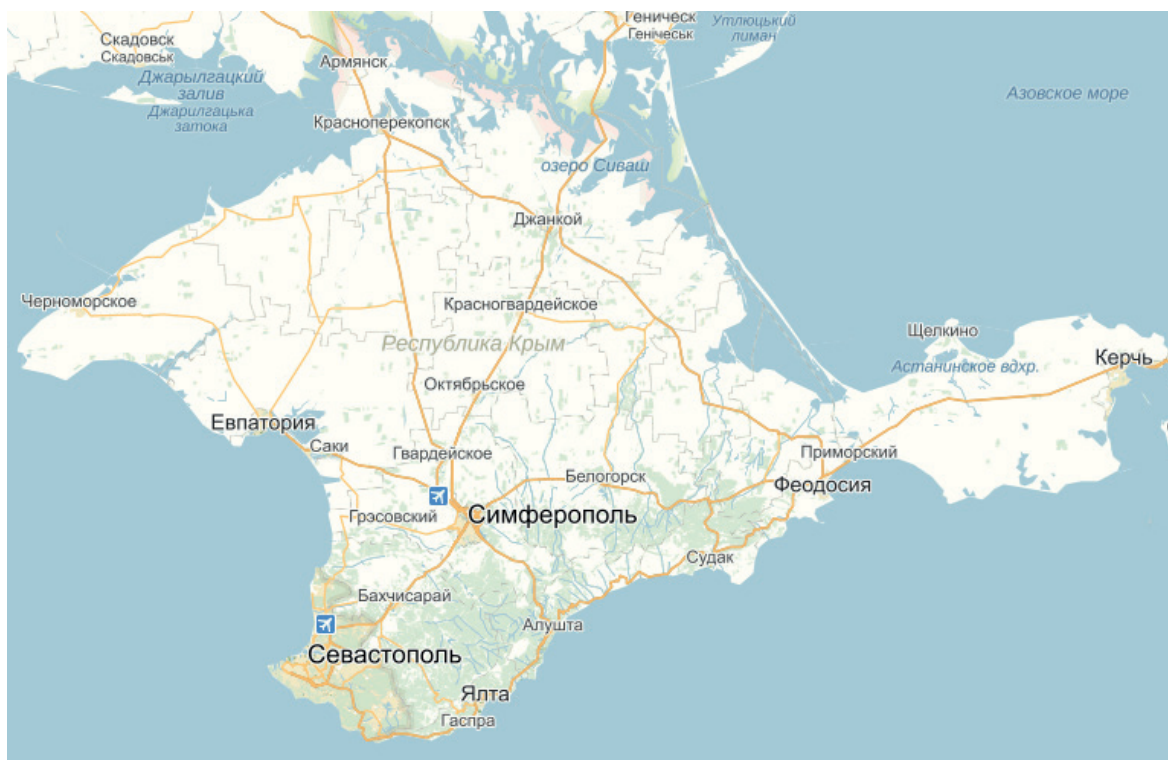 Геническ
Генiчеськ
Утлюцький
лиман
Скадовск
Скадовськ
Армянск
Джарылгацкий
залив
Джарилгацька
затока
Азовское море
Красноперекопск
озеро Сиваш
Джанкой
Черноморское
Красногвардейское
Щелкино
Республика Крым
Керчь
Астанинское вдхр.
Октябрьское
Евпатория
Саки
Гвардейское
Приморский
Белогорск
Феодосия
Грэсовский
Симферополь
Судак
Бахчисарай
Алушта
Севастополь
Ялта
Гаспра